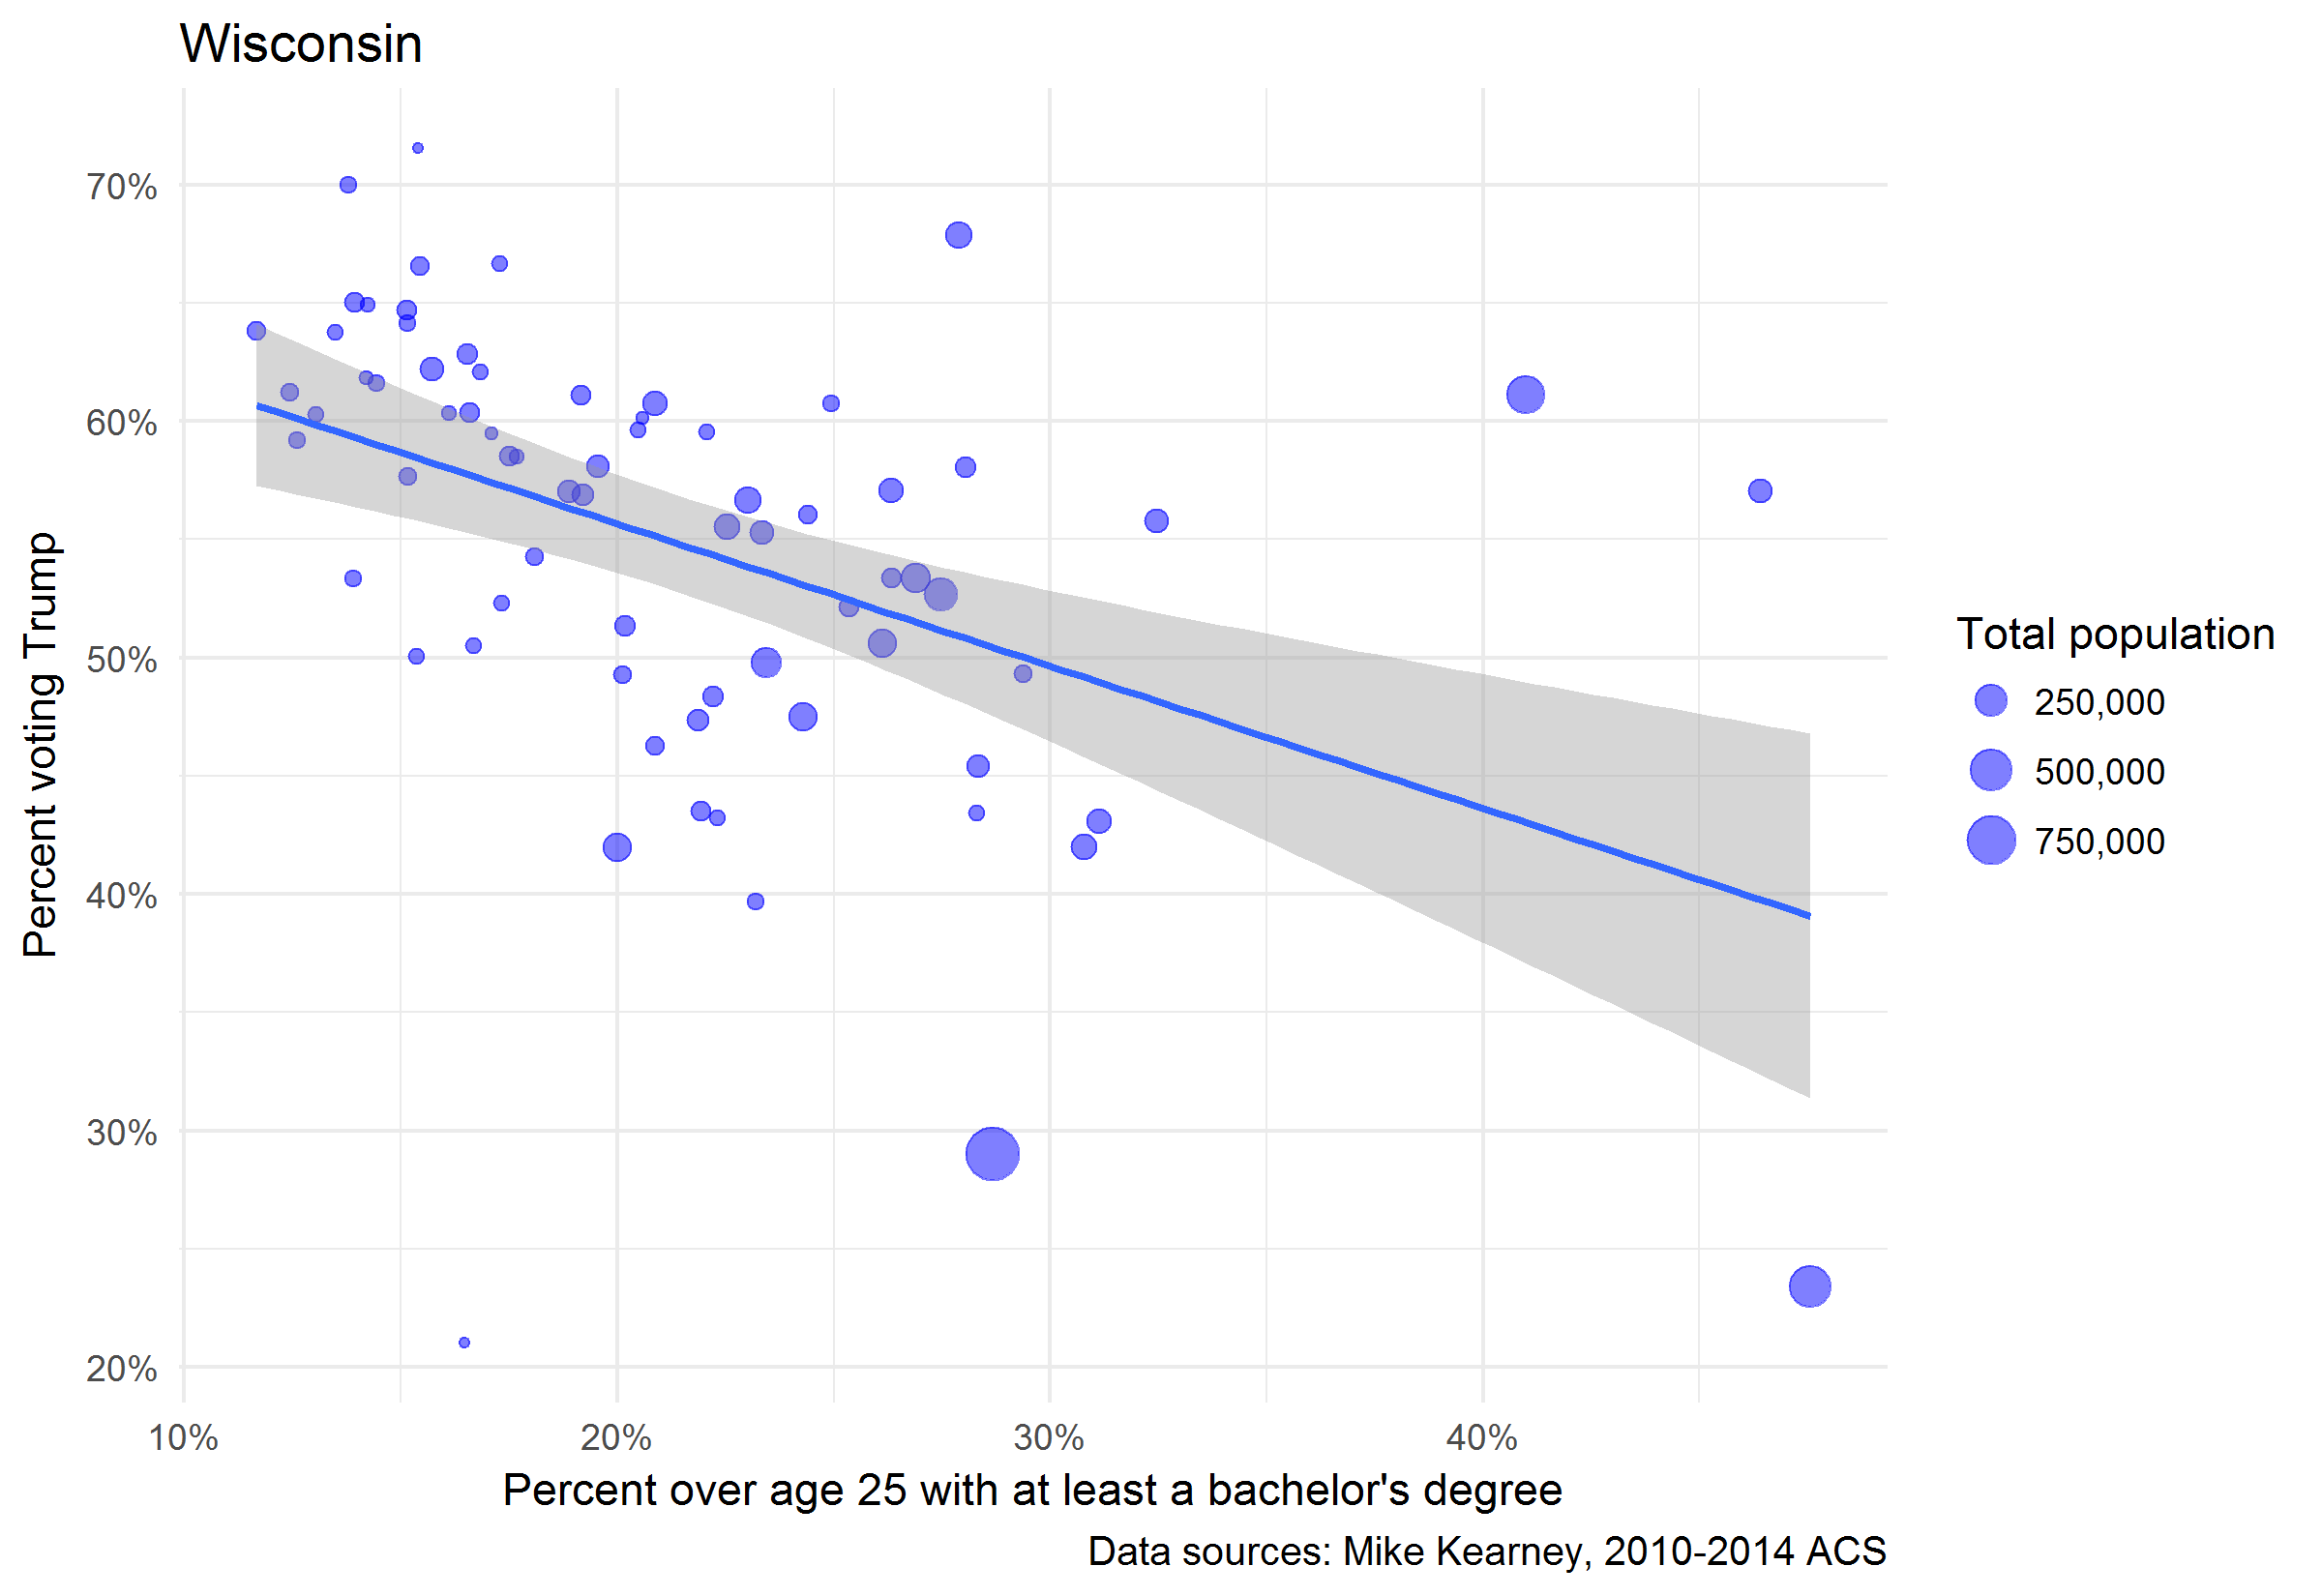 Wisconsin
70%
60%
50%
40%
30%
20%
Percent voting Trump
10%
20%
30%
40%
Percent over age 25 with at least a bachelor's degree
Total population
250,000
500,000
750,000
Data sources: Mike Kearney, 2010-2014 ACS